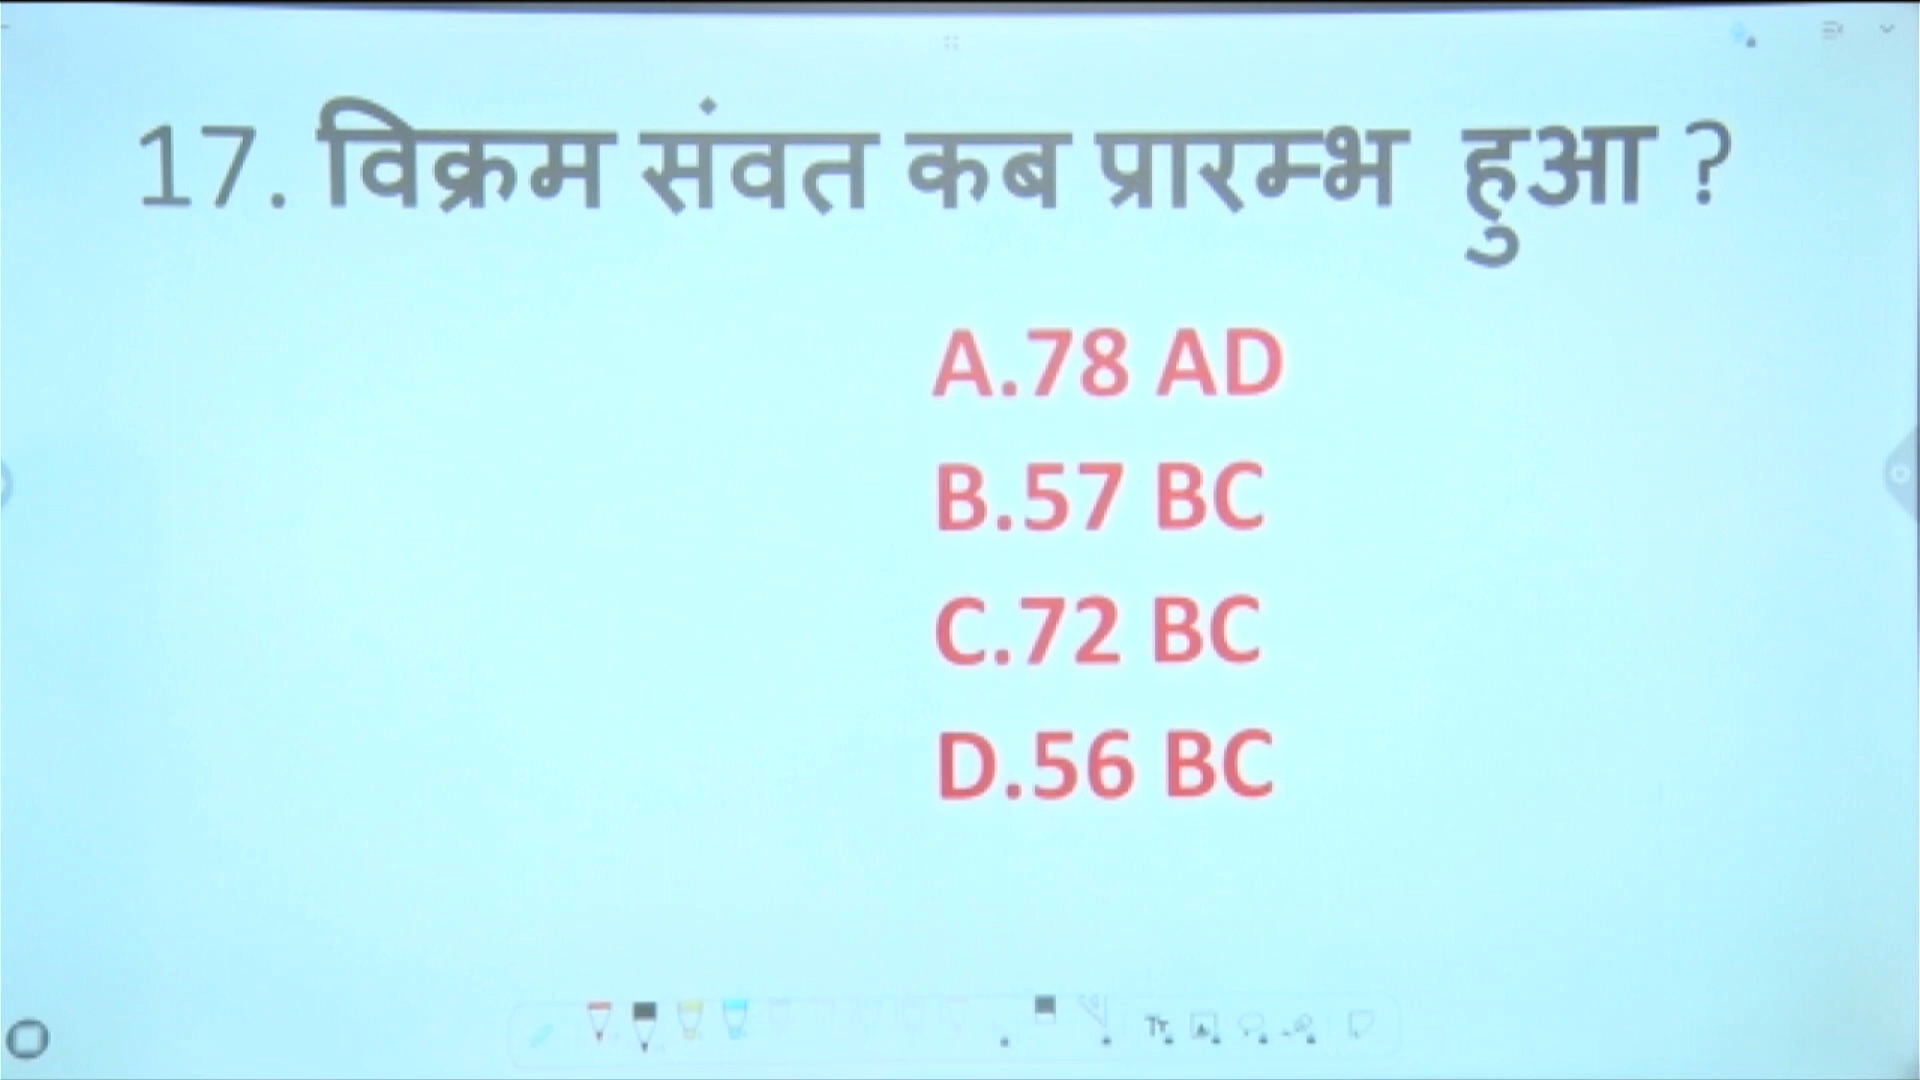 17. विक्रम संवत कब प्रारम्भ हुआ ?
A.78 AD
B.57 BC
C.72 BC
D.56 BC